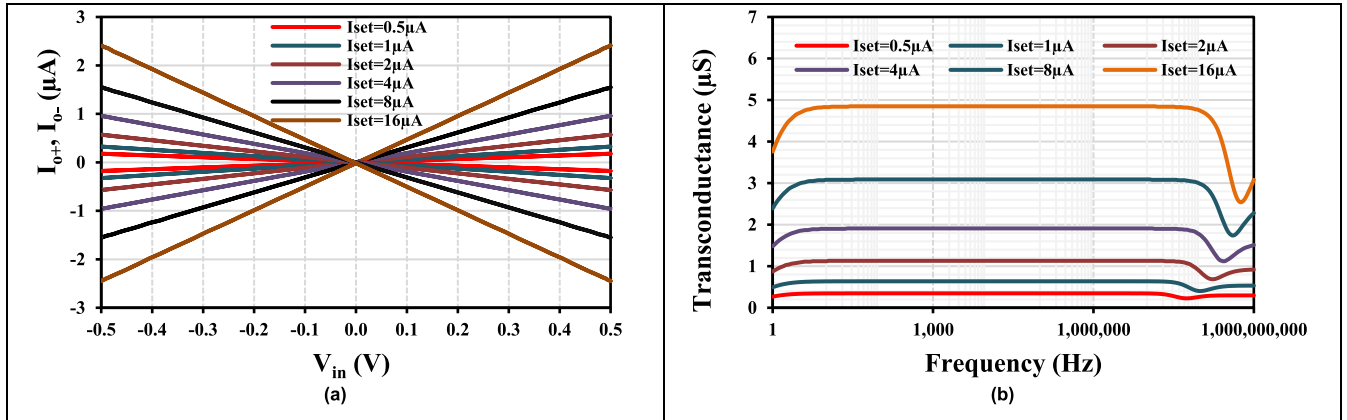 3
2
1
0
-1
-2
-3
I₀₊, I₀₋ (µA)
Iset=0.5µA
Iset=1µA
Iset=2µA
Iset=4µA
Iset=8µA
Iset=16µA
-0.5 -0.4 -0.3 -0.2 -0.1 0.0 0.1 0.2 0.3 0.4 0.5
V_in (V)
(a)
7
6
5
4
3
2
1
0
Transconductance (µS)
Iset=0.5µA Iset=1µA Iset=2µA
Iset=4µA Iset=8µA Iset=16µA
1 1,000 1,000,000 1,000,000,000
Frequency (Hz)
(b)